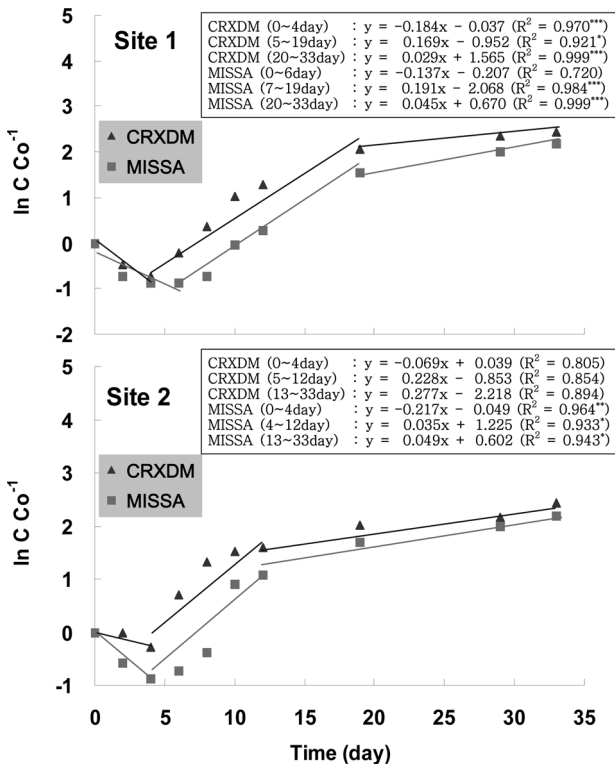 Site 1
CRXDM (0~4day) : y = -0.184x - 0.037 (R² = 0.970***)
CRXDM (5~19day) : y = 0.169x - 0.952 (R² = 0.921*)
CRXDM (20~33day) : y = 0.029x + 1.565 (R² = 0.999***)
MISSA (0~6day) : y = -0.137x - 0.207 (R² = 0.720)
MISSA (7~19day) : y = 0.191x - 2.068 (R² = 0.984***)
MISSA (20~33day) : y = 0.045x + 0.670 (R² = 0.999***)
CRXDM
MISSA
ln C Co⁻¹
5
4
3
2
1
0
-1
-2
Site 2
CRXDM (0~4day) : y = -0.069x + 0.039 (R² = 0.805)
CRXDM (5~12day) : y = 0.228x - 0.853 (R² = 0.854)
CRXDM (13~33day) : y = 0.277x - 2.218 (R² = 0.894)
MISSA (0~4day) : y = -0.217x - 0.049 (R² = 0.964**)
MISSA (4~12day) : y = 0.035x + 1.225 (R² = 0.933*)
MISSA (13~33day) : y = 0.049x + 0.602 (R² = 0.943*)
CRXDM
MISSA
ln C Co⁻¹
5
4
3
2
1
0
-1
0 5 10 15 20 25 30 35
Time (day)